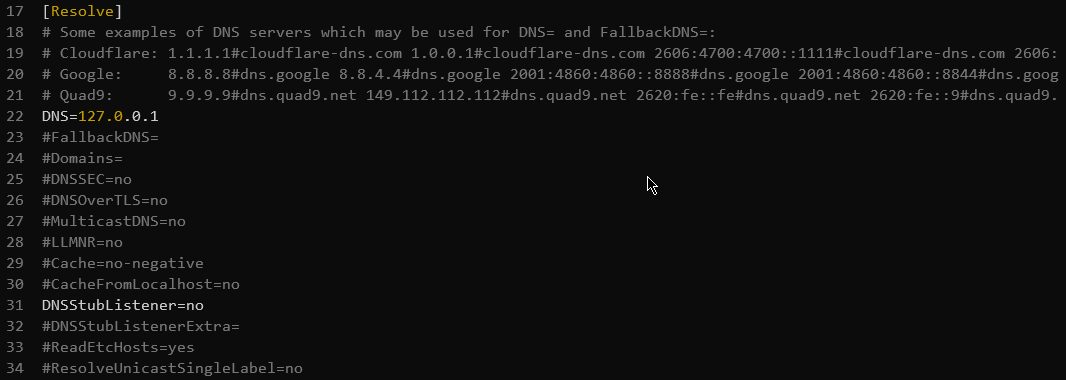 17 [Resolve]
18 # Some examples of DNS servers which may be used for DNS= and FallbackDNS=:
19 # Cloudflare: 1.1.1.1#cloudflare-dns.com 1.0.0.1#cloudflare-dns.com 2606:4700:4700::1111#cloudflare-dns.com 2606:
20 # Google:     8.8.8.8#dns.google 8.8.4.4#dns.google 2001:4860:4860::8888#dns.google 2001:4860:4860::8844#dns.goog
21 # Quad9:      9.9.9.9#dns.quad9.net 149.112.112.112#dns.quad9.net 2620:fe::fe#dns.quad9.net 2620:fe::9#dns.quad9.
22 DNS=127.0.0.1
23 #FallbackDNS=
24 #Domains=
25 #DNSSEC=no
26 #DNSOverTLS=no
27 #MulticastDNS=no
28 #LLMNR=no
29 #Cache=no-negative
30 #CacheFromLocalhost=no
31 DNSStubListener=no
32 #DNSStubListenerExtra=
33 #ReadEtcHosts=yes
34 #ResolveUnicastSingleLabel=no